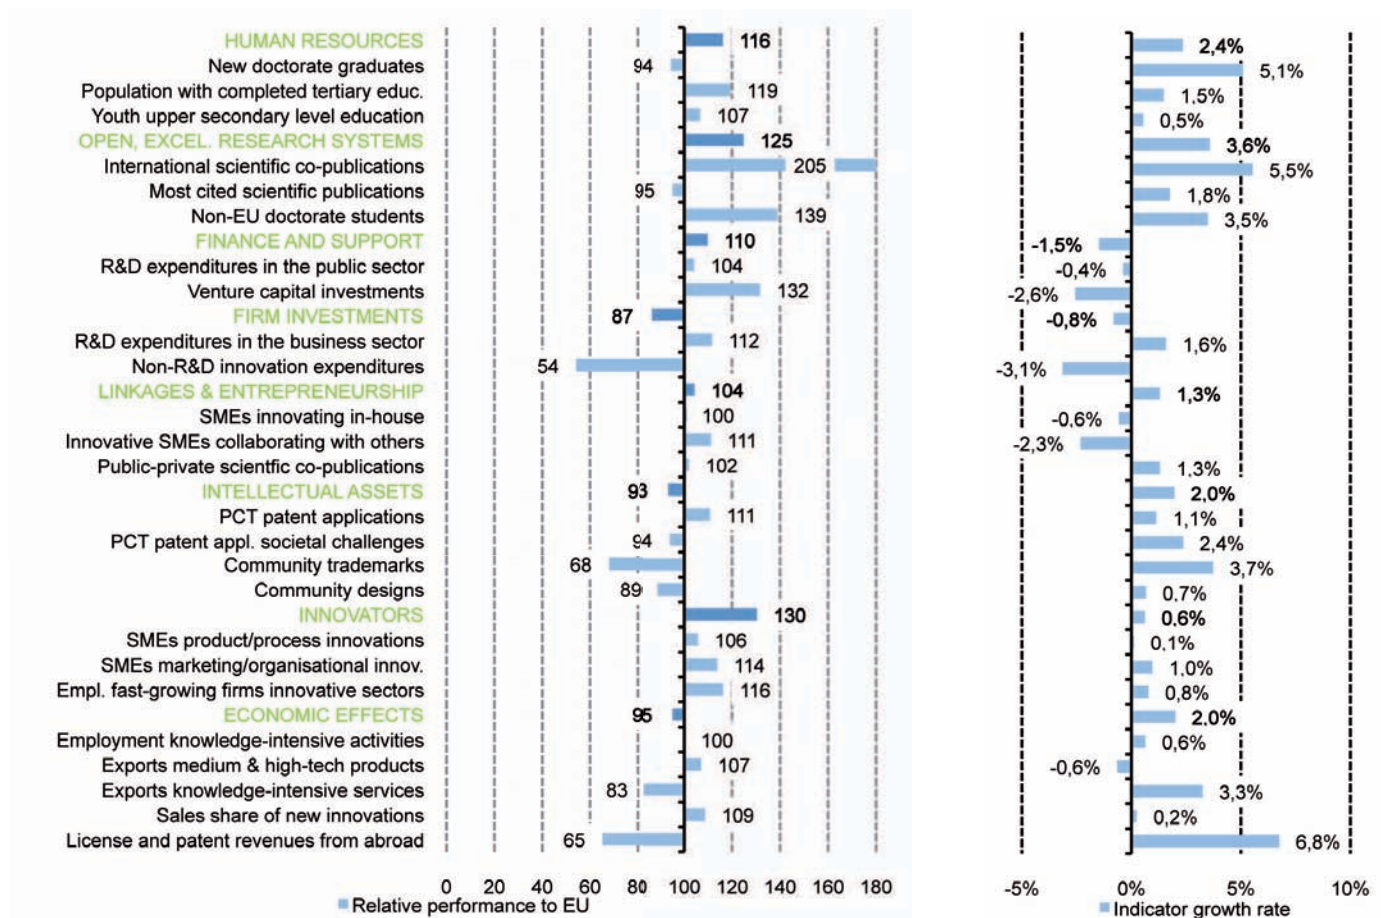 HUMAN RESOURCES 116 2,4%
New doctorate graduates 94 5,1%
Population with completed tertiary educ. 119 1,5%
Youth upper secondary level education 107 0,5%
OPEN, EXCEL. RESEARCH SYSTEMS 125 3,6%
International scientific co-publications 205 5,5%
Most cited scientific publications 95 1,8%
Non-EU doctorate students 139 3,5%
FINANCE AND SUPPORT 110 -1,5%
R&D expenditures in the public sector 104 -0,4%
Venture capital investments 132 -2,6%
FIRM INVESTMENTS 87 -0,8%
R&D expenditures in the business sector 112 1,6%
Non-R&D innovation expenditures 54 -3,1%
LINKAGES & ENTREPRENEURSHIP 104 1,3%
SMEs innovating in-house 100 -0,6%
Innovative SMEs collaborating with others 111 -2,3%
Public-private scientfic co-publications 102 1,3%
INTELLECTUAL ASSETS 93 2,0%
PCT patent applications 111 1,1%
PCT patent appl. societal challenges 94 2,4%
Community trademarks 68 3,7%
Community designs 89 0,7%
INNOVATORS 130 0,6%
SMEs product/process innovations 106 0,1%
SMEs marketing/organisational innov. 114 1,0%
Empl. fast-growing firms innovative sectors 116 0,8%
ECONOMIC EFFECTS 95 2,0%
Employment knowledge-intensive activities 100 0,6%
Exports medium & high-tech products 107 -0,6%
Exports knowledge-intensive services 83 3,3%
Sales share of new innovations 109 0,2%
License and patent revenues from abroad 65 6,8%
0 20 40 60 80 100 120 140 160 180 -5% 0% 5% 10%
Relative performance to EU Indicator growth rate